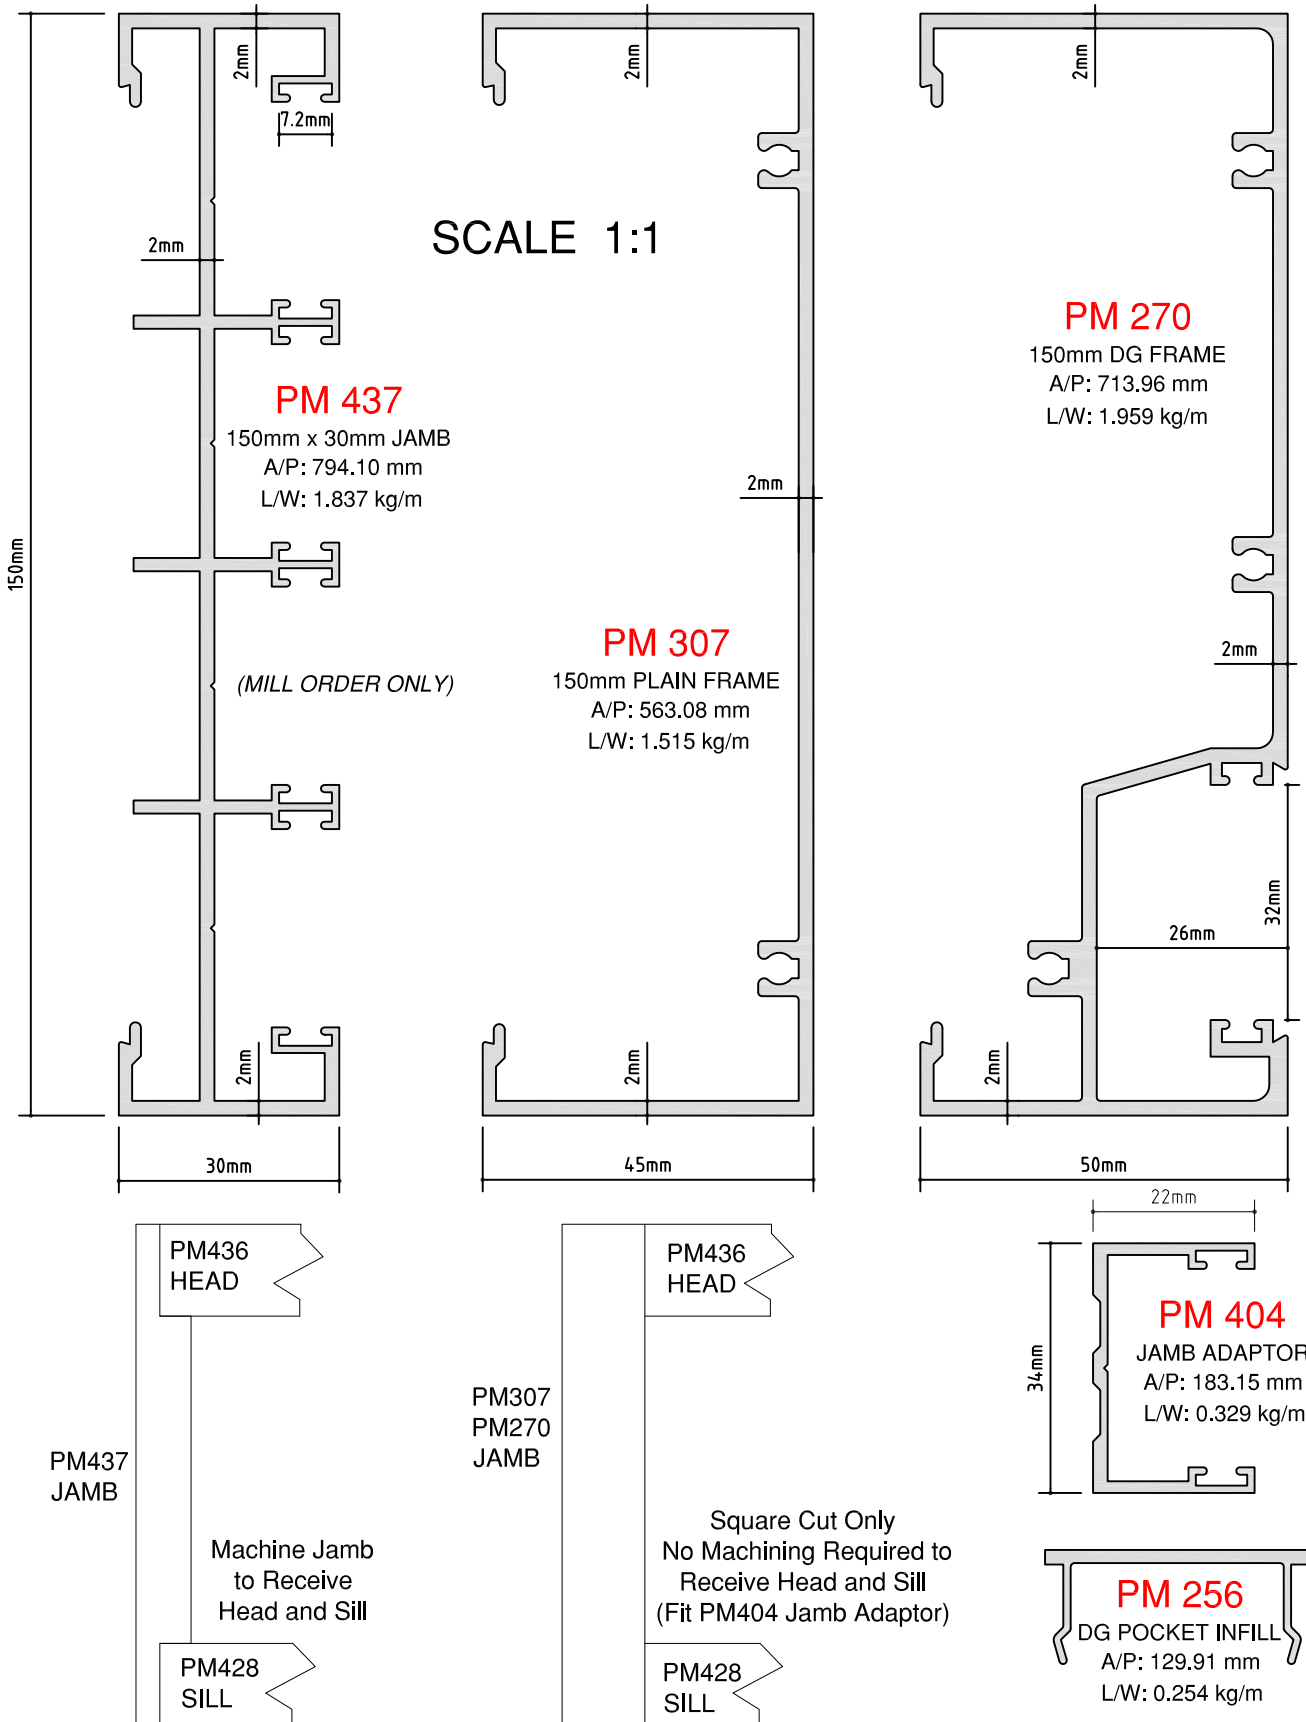 2mm
2mm
2mm
7.2mm
SCALE 1:1
2mm
PM 437
150mm x 30mm JAMB
A/P: 794.10 mm
L/W: 1.837 kg/m
(MILL ORDER ONLY)
150mm
2mm
30mm
2mm
PM 307
150mm PLAIN FRAME
A/P: 563.08 mm
L/W: 1.515 kg/m
2mm
45mm
PM 270
150mm DG FRAME
A/P: 713.96 mm
L/W: 1.959 kg/m
2mm
32mm
26mm
2mm
50mm
PM436
HEAD
PM437
JAMB
Machine Jamb
to Receive
Head and Sill
PM428
SILL
PM436
HEAD
PM307
PM270
JAMB
Square Cut Only
No Machining Required to
Receive Head and Sill
(Fit PM404 Jamb Adaptor)
PM428
SILL
22mm
34mm
PM 404
JAMB ADAPTOR
A/P: 183.15 mm
L/W: 0.329 kg/m
PM 256
DG POCKET INFILL
A/P: 129.91 mm
L/W: 0.254 kg/m